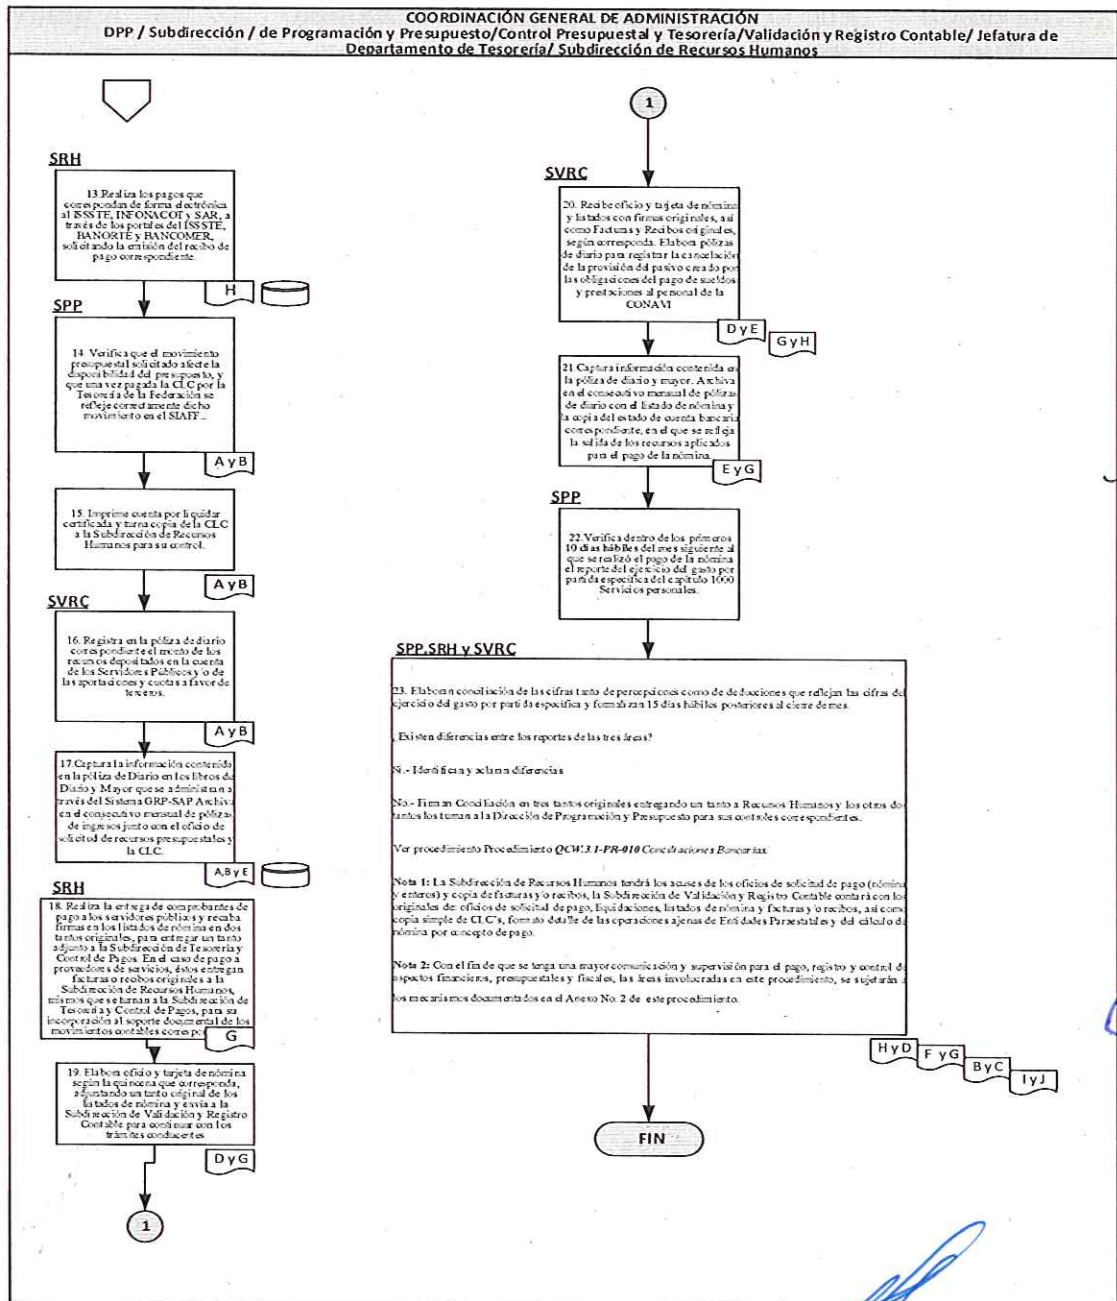 COORDINACIÓN GENERAL DE ADMINISTRACIÓN
DPP / Subdirección / de Programación y Presupuesto/Control Presupuestal y Tesorería/Validación y Registro Contable/ Jefatura de
Departamento de Tesorería/ Subdirección de Recursos Humanos
SRH
13 Realiza los pagos que
correspondan de forma electrónica
al ISSSTE, INFONACOT y SAR, a
través de los portales del ISSSTE,
BANORTE y BANCOMER,
solicitando la emisión del recibo de
pago correspondiente.
H
SPP
14. Verifica que el movimiento
presupuestal solicitado afecte la
disponibilidad del presupuesto, y
que una vez pagada la CLC por la
Tesorería de la Federación se
refleje correctamente dicho
movimiento en el SIAFF..
A y B
15. Imprime cuenta por liquidar
certificada y turna copia de la CLC
a la Subdirección de Recursos
Humanos para su control.
A y B
SVRC
16. Registra en la póliza de diario
correspondiente el monto de los
recursos depositados en la cuenta
de los Servidores Públicos y/o de
las aportaciones y cuotas a favor de
terceros.
A y B
17.Captura la información contenida
en la póliza de Diario en los libros de
Diario y Mayor que se administran a
través del Sistema GRP-SAP Archiva
en el consecutivo mensual de pólizas
de ingresos junto con el oficio de
solicitud de recursos presupuestales y
la CLC.
A,B y E
SRH
18. Realiza la entrega de comprobantes de
pago a los servidores públicos y recaba
firmas en los listados de nómina en dos
tantos originales, para entregar un tanto
adjunto a la Subdirección de Tesorería y
Control de Pagos. En el caso de pago a
proveedores de servicios, éstos entregan
facturas o recibos originales a la
Subdirección de Recursos Humanos,
mismos que se turnan a la Subdirección de
Tesorería y Control de Pagos, para su
incorporación al soporte documental de los
movimientos contables
G
19. Elabora oficio y tarjeta de nómina
según la quincena que corresponda,
adjuntando un tanto original de los
listados de nómina y envía a la
Subdirección de Validación y Registro
Contable para continuar con los
trámites conducentes
D y G
1
1
SVRC
20. Recibe oficio y tarjeta de nómina
y listados con firmas originales, así
como Facturas y Recibos originales,
según corresponda. Elabora pólizas
de diario para registrar la cancelación
de la provisión del pasivo creado por
las obligaciones del pago de sueldos
y prestaciones al personal de la
CONAVI
D y E
G y H
21 Captura información contenida en
la póliza de diario y mayor. Archiva
en el consecutivo mensual de pólizas
de diario con el listado de nómina y
la copia del estado de cuenta bancaria
correspondiente, en el que se refleja
la salida de los recursos aplicados
para el pago de la nómina.
E y G
SPP
22.Verifica dentro de los primeros
10 días hábiles del mes siguiente al
que se realizó el pago de la nómina
el reporte del ejercicio del gasto por
partida específica del capítulo 1000
Servicios personales.
SPP,SRH y SVRC
23. Elaboran conciliación de las cifras tanto de percepciones como de deducciones que reflejan las cifras del
ejercicio del gasto por partida específica y formalizan 15 días hábiles posteriores al cierre de mes.
Existen diferencias entre los reportes de las tres áreas?
Si.- Identifican y aclaran diferencias
No.- Firman Conciliación en tres tantos originales entregando un tanto a Recursos Humanos y los otros dos
tantos los turnan a la Dirección de Programación y Presupuesto para sus controles correspondientes.
Ver procedimiento Procedimiento QCW.3.1-PR-010 Conciliaciones Bancarias.
Nota 1: La Subdirección de Recursos Humanos tendrá los acuses de los oficios de solicitud de pago (nómina
y enteros) y copia de facturas y/o recibos, la Subdirección de Validación y Registro Contable contará con los
originales de: oficios de solicitud de pago, liquidaciones, listados de nómina y facturas y/o recibos, así como
copia simple de CLC's, formato detalle de las operaciones ajenas de Entidades Paraestatales y del cálculo de
nómina por concepto de pago.
Nota 2: Con el fin de que se tenga una mayor comunicación y supervisión para el pago, registro y control de
aspectos financieros, presupuestales y fiscales, las áreas involucradas en este procedimiento, se sujetarán a
los mecanismos documentados en el Anexo No. 2 de este procedimiento.
H y D
F y G
B y C
I y J
FIN